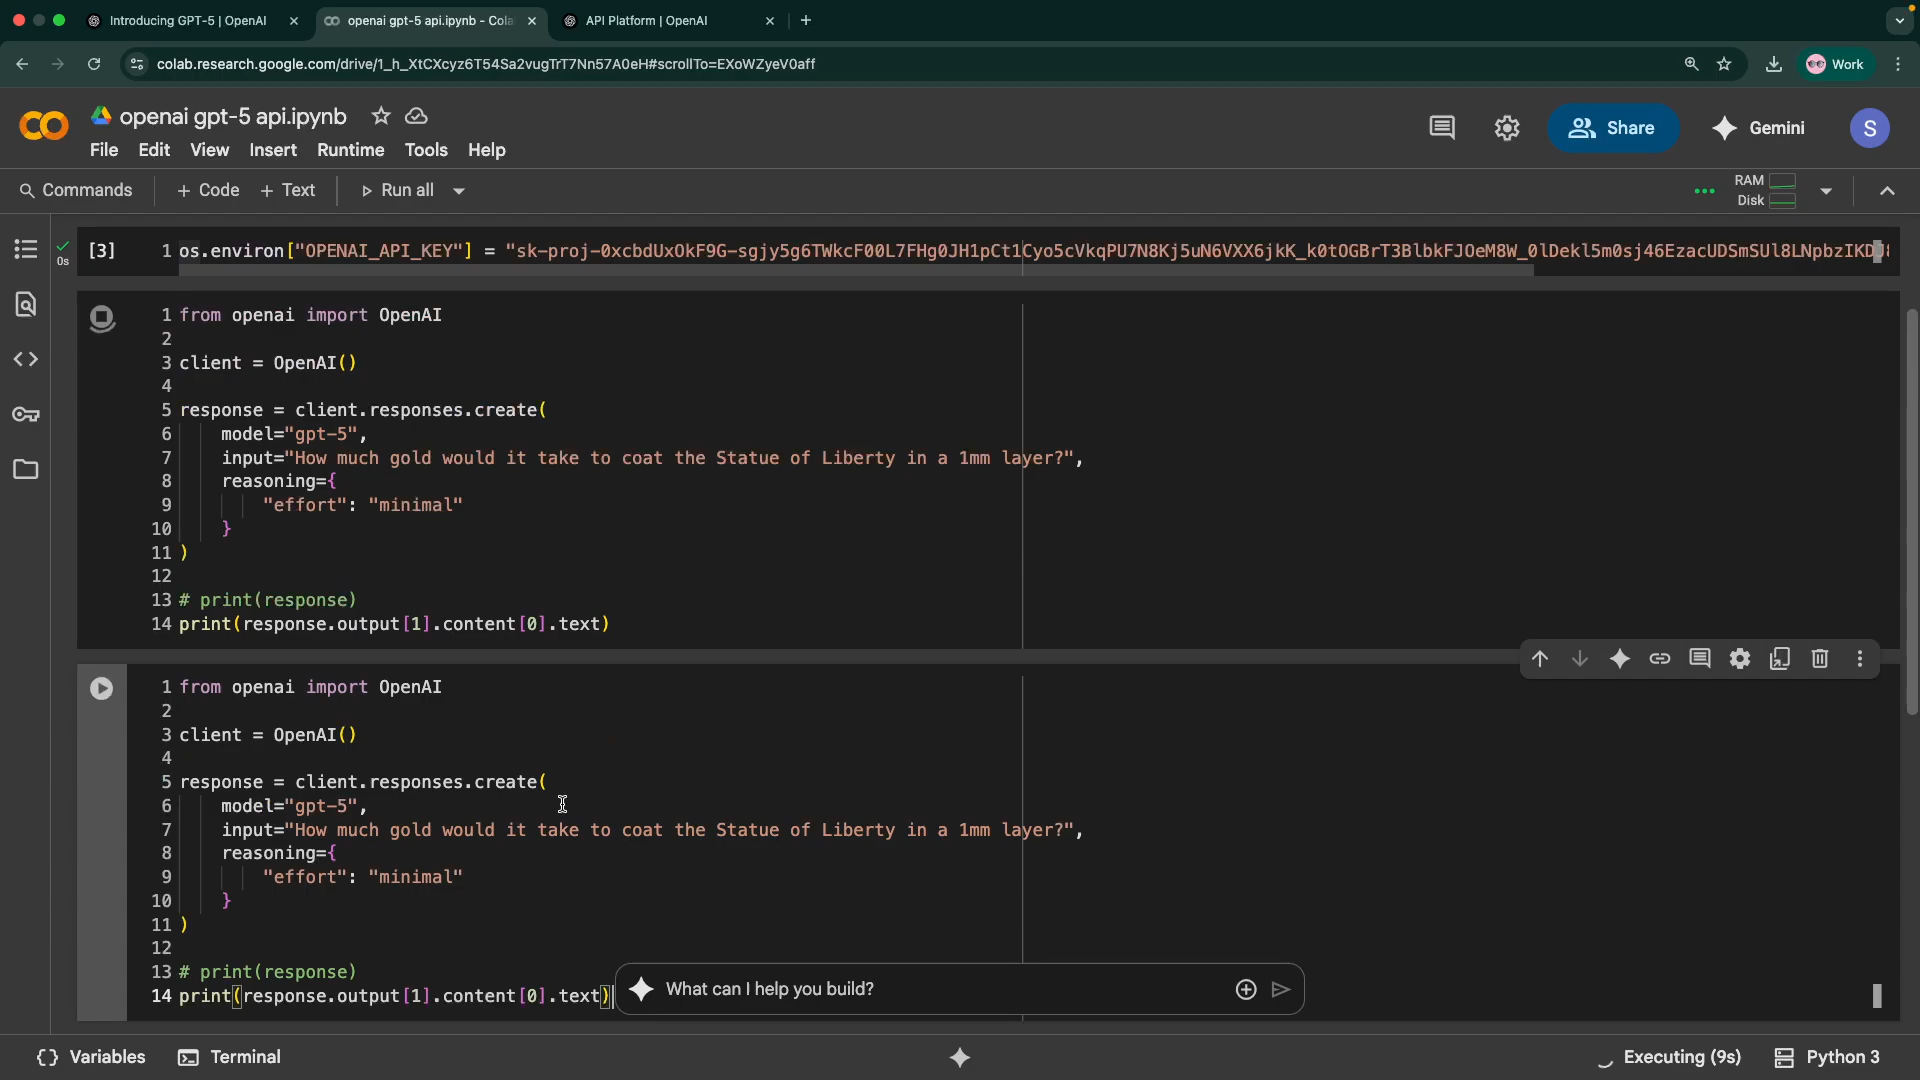 Introducing GPT-5 | OpenAI
openai gpt-5 api.ipynb - Cola
API Platform | OpenAI
colab.research.google.com/drive/1_h_XtCXcyz6T54Sa2vugTrT7Nn57A0eH#scrollTo=EXoWZyeV0aff
Work
openai gpt-5 api.ipynb
File Edit View Insert Runtime Tools Help
Share
Gemini
S
Commands + Code + Text Run all
RAM
Disk
0s
[3] 1 os.environ["OPENAI_API_KEY"] =
1 from openai import OpenAI
2
3 client = OpenAI()
4
5 response = client.responses.create(
6 model="gpt-5",
7 input="How much gold would it take to coat the Statue of Liberty in a 1mm layer?",
8 reasoning={
9 "effort": "minimal"
10 }
11 )
12
13 # print(response)
14 print(response.output[1].content[0].text)
1 from openai import OpenAI
2
3 client = OpenAI()
4
5 response = client.responses.create(
6 model="gpt-5",
7 input="How much gold would it take to coat the Statue of Liberty in a 1mm layer?",
8 reasoning={
9 "effort": "minimal"
10 }
11 )
12
13 # print(response)
14 print(response.output[1].content[0].text)
What can I help you build?
Variables Terminal
Executing (9s) Python 3